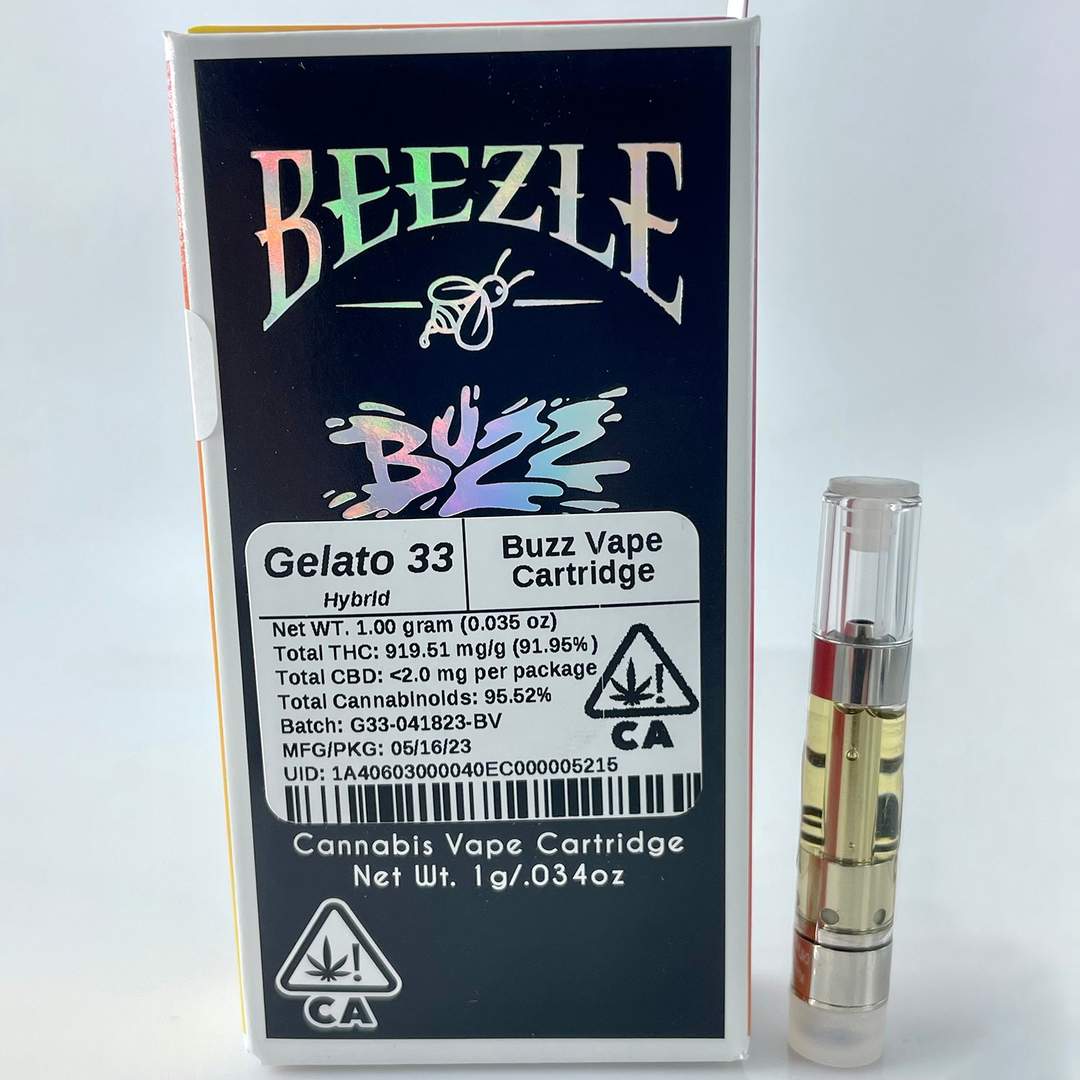 BEEZLE
BUZZ
Gelato 33
Hybrid
Buzz Vape
Cartridge
Net WT. 1.00 gram (0.035 oz)
Total THC: 919.51 mg/g (91.95%)
Total CBD: <2.0 mg per package
Total Cannabinolds: 95.52%
Batch: G33-041823-BV
MFG/PKG: 05/16/23
UID: 1A40603000040EC000005215
!
CA
Cannabis Vape Cartridge
Net Wt. 1g/.034oz
!
CA